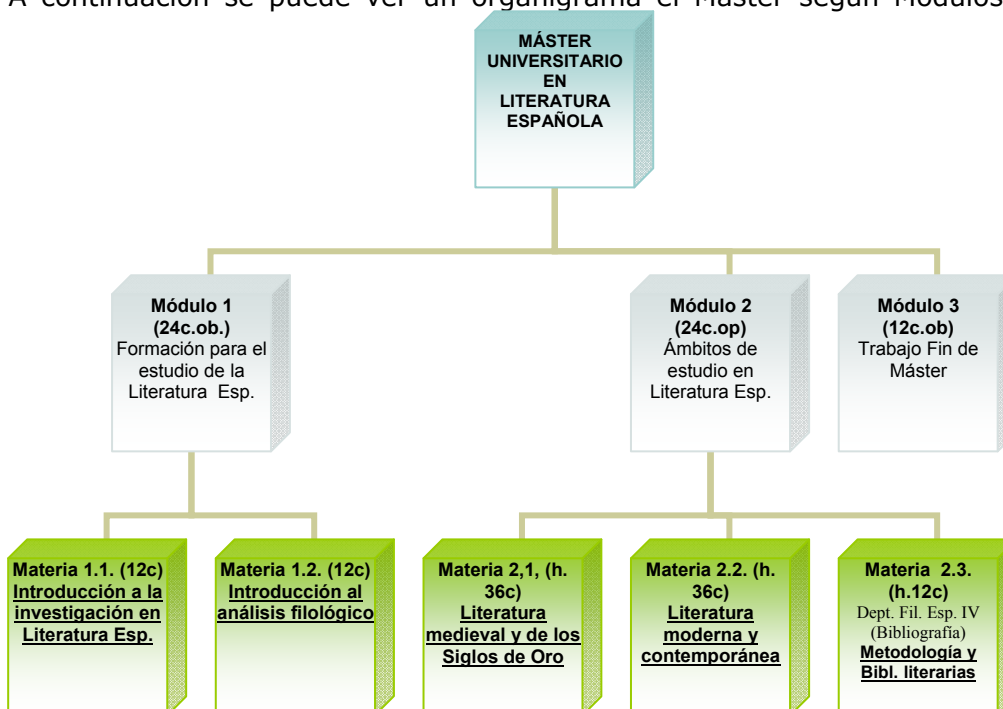 A continuación se puede ver un organigrama el Máster según Módulos
MÁSTER
UNIVERSITARIO
EN
LITERATURA
ESPAÑOLA
Módulo 1
(24c.ob.)
Formación para el
estudio de la
Literatura Esp.
Módulo 2
(24c.op)
Ámbitos de
estudio en
Literatura Esp.
Módulo 3
(12c.ob)
Trabajo Fin de
Máster
Materia 1.1. (12c)
Introducción a la
investigación en
Literatura Esp.
Materia 1.2. (12c)
Introducción al
análisis filológico
Materia 2,1, (h.
36c)
Literatura
medieval y de los
Siglos de Oro
Materia 2.2. (h.
36c)
Literatura
moderna y
contemporánea
Materia 2.3.
(h.12c)
Dept. Fil. Esp. IV
(Bibliografía)
Metodología y
Bibl. literarias